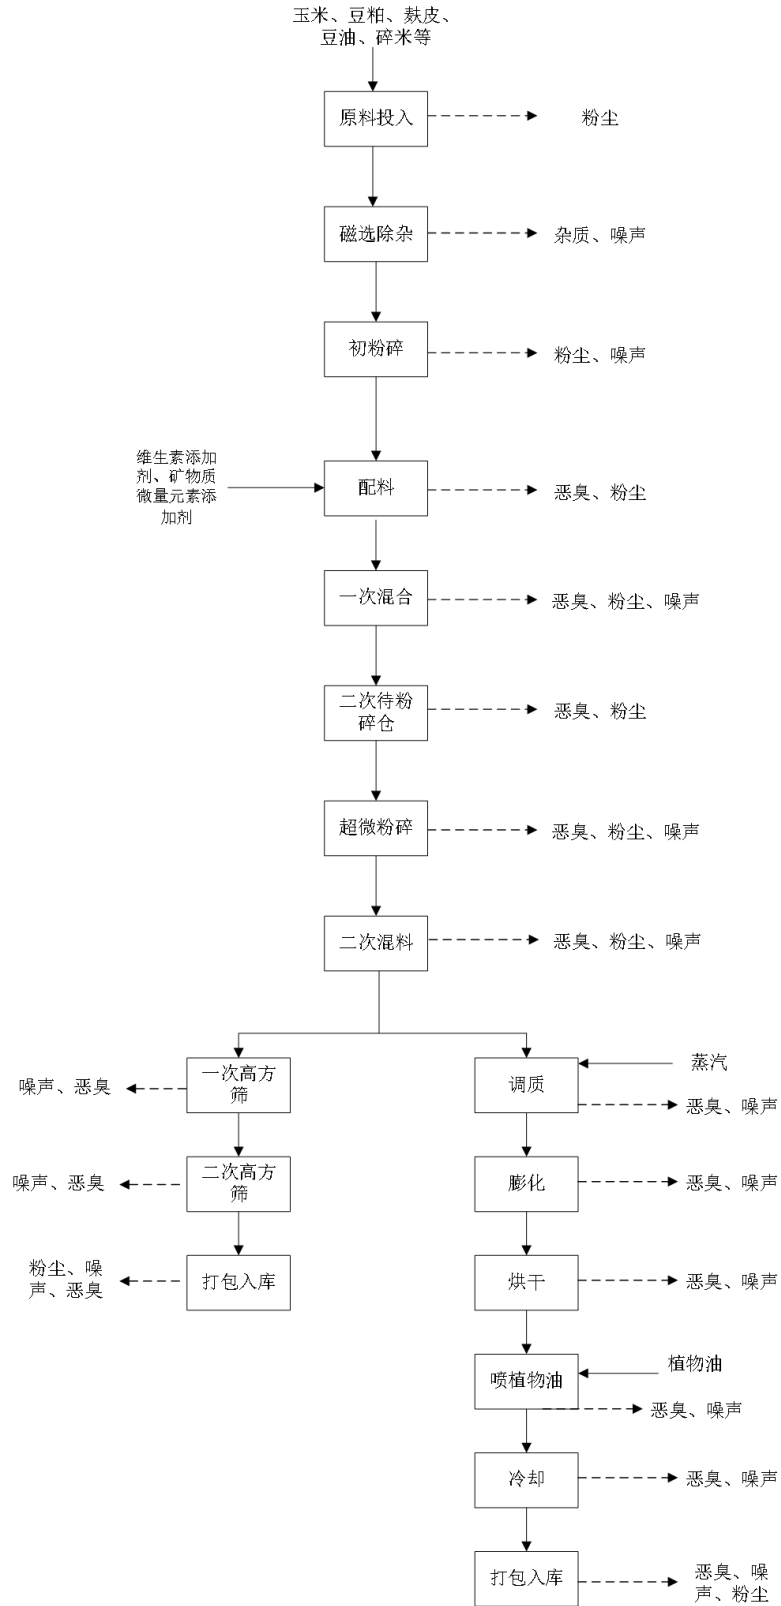 玉米、豆粕、麸皮、
豆油、碎米等
原料投入
粉尘
磁选除杂
杂质、噪声
初粉碎
粉尘、噪声
维生素添加
剂、矿物质
微量元素添
加剂
配料
恶臭、粉尘
一次混合
恶臭、粉尘、噪声
二次待粉
碎仓
恶臭、粉尘
超微粉碎
恶臭、粉尘、噪声
二次混料
恶臭、粉尘、噪声
噪声、恶臭
一次高方
筛
调质
蒸汽
恶臭、噪声
噪声、恶臭
二次高方
筛
膨化
恶臭、噪声
粉尘、噪
声、恶臭
打包入库
烘干
恶臭、噪声
喷植物油
植物油
恶臭、噪声
冷却
恶臭、噪声
打包入库
恶臭、噪
声、粉尘